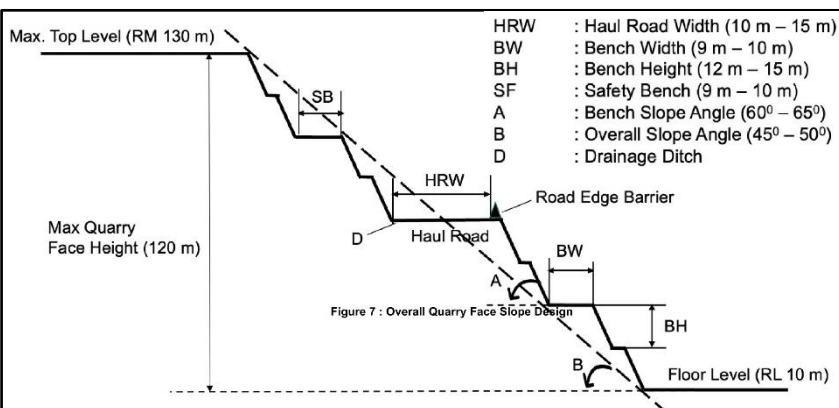 Max. Top Level (RM 130 m)
HRW : Haul Road Width (10 m – 15 m)
BW : Bench Width (9 m – 10 m)
BH : Bench Height (12 m – 15 m)
SF : Safety Bench (9 m – 10 m)
A : Bench Slope Angle (60⁰ – 65⁰)
B : Overall Slope Angle (45⁰ – 50⁰)
D : Drainage Ditch
SB
HRW
Road Edge Barrier
Max Quarry
Face Height (120 m)
D
Haul Road
BW
A
Figure 7 : Overall Quarry Face Slope Design
BH
B
Floor Level (RL 10 m)